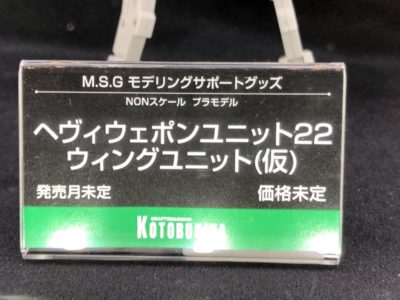 M.S.G モデリングサポートグッズ
NONスケール プラモデル
ヘヴィウェポンユニット22
ウィングユニット(仮)
発売月未定 価格未定